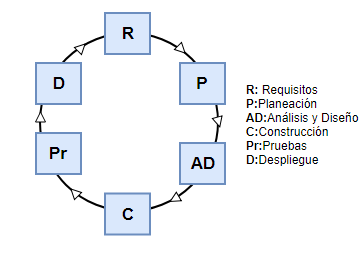 R
D
P
Pr
AD
C
R: Requisitos
P:Planeación
AD:Análisis y Diseño
C:Construcción
Pr:Pruebas
D:Despliegue